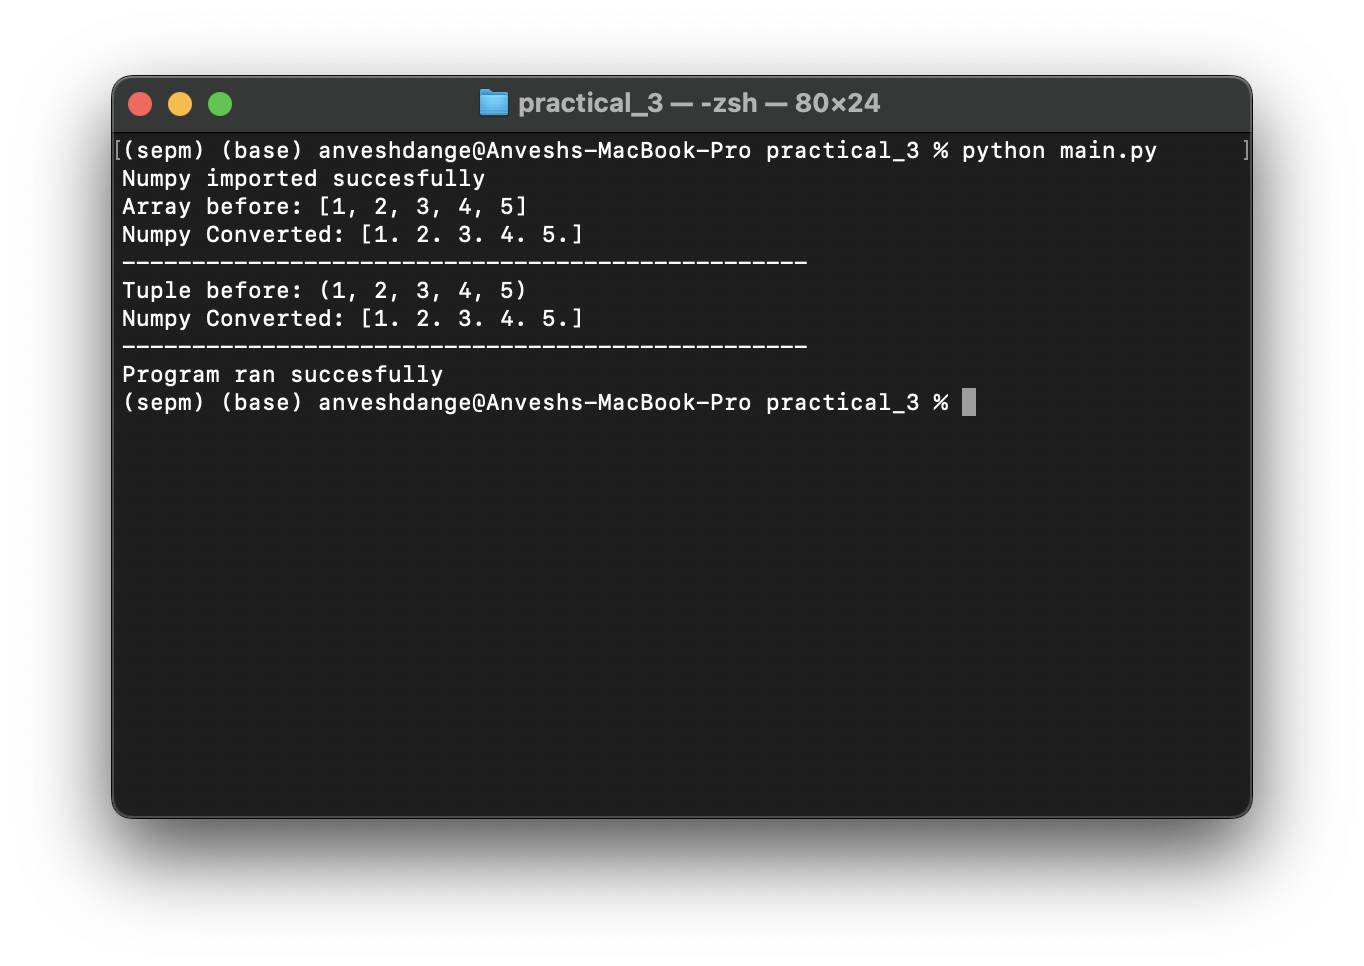 practical_3 — -zsh — 80×24
[(sepm) (base) anveshdange@Anveshs-MacBook-Pro practical_3 % python main.py ]
Numpy imported succesfully
Array before: [1, 2, 3, 4, 5]
Numpy Converted: [1. 2. 3. 4. 5.]
-------------------------------------------------
Tuple before: (1, 2, 3, 4, 5)
Numpy Converted: [1. 2. 3. 4. 5.]
-------------------------------------------------
Program ran succesfully
(sepm) (base) anveshdange@Anveshs-MacBook-Pro practical_3 %